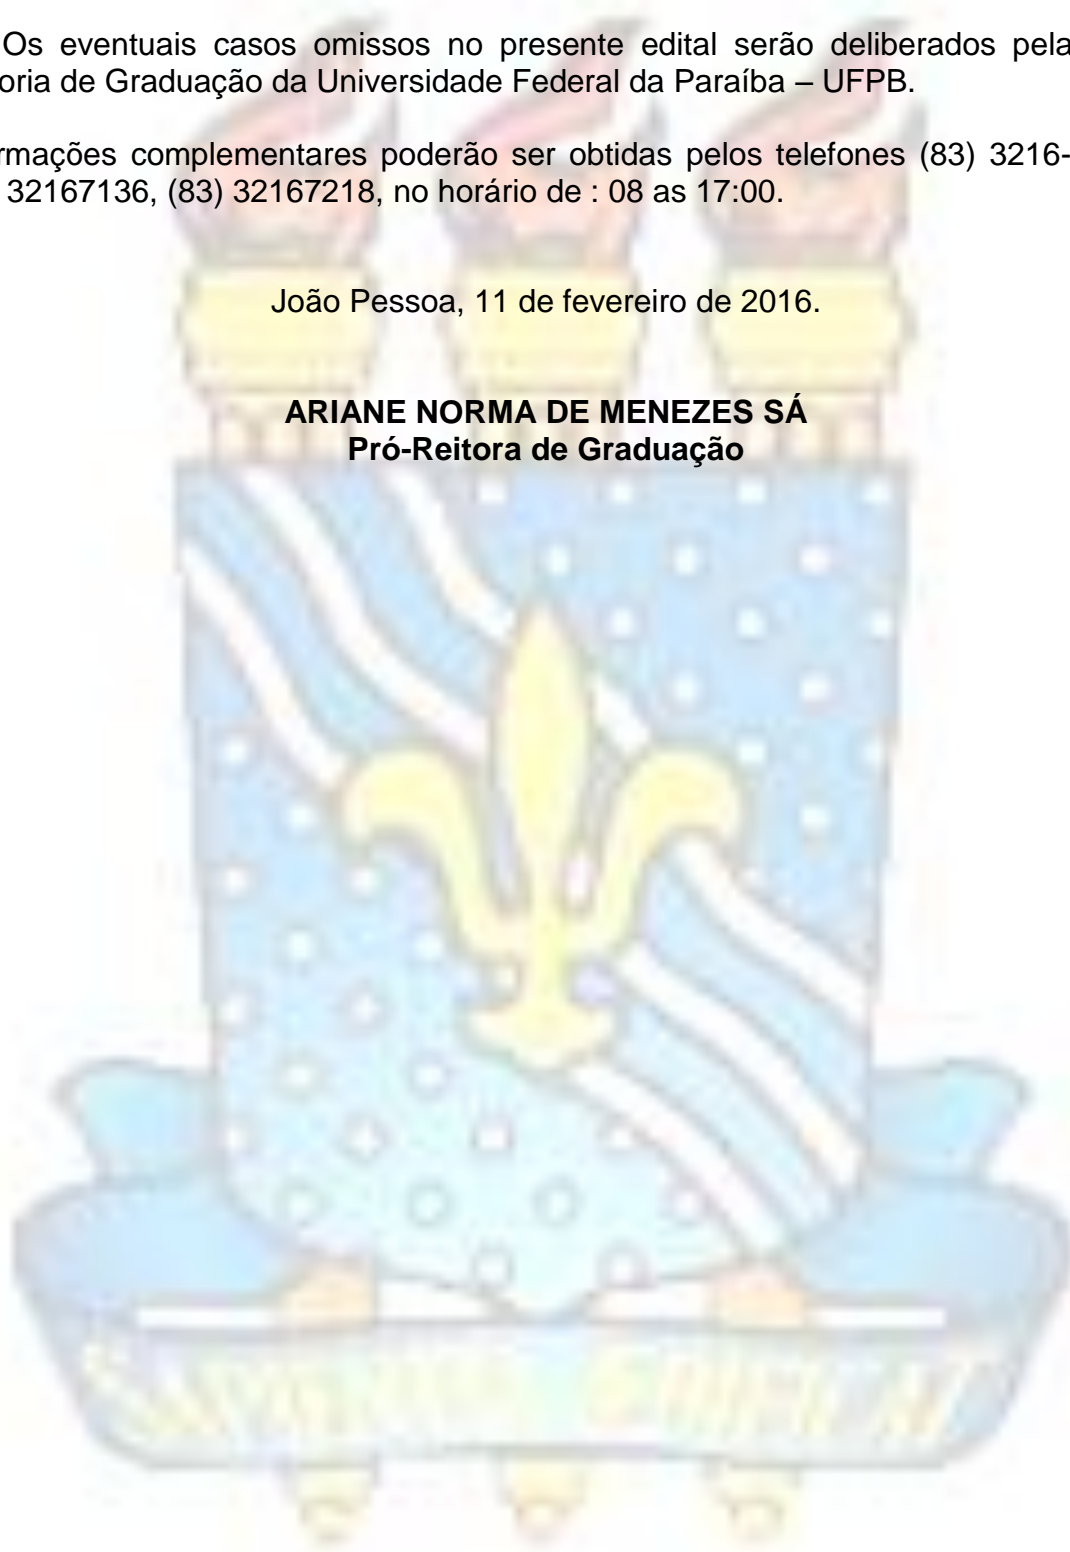 Os eventuais casos omissos no presente edital serão deliberados pela
oria de Graduação da Universidade Federal da Paraíba – UFPB.
rmações complementares poderão ser obtidas pelos telefones (83) 3216-
32167136, (83) 32167218, no horário de : 08 as 17:00.
João Pessoa, 11 de fevereiro de 2016.
ARIANE NORMA DE MENEZES SÁ
Pró-Reitora de Graduação